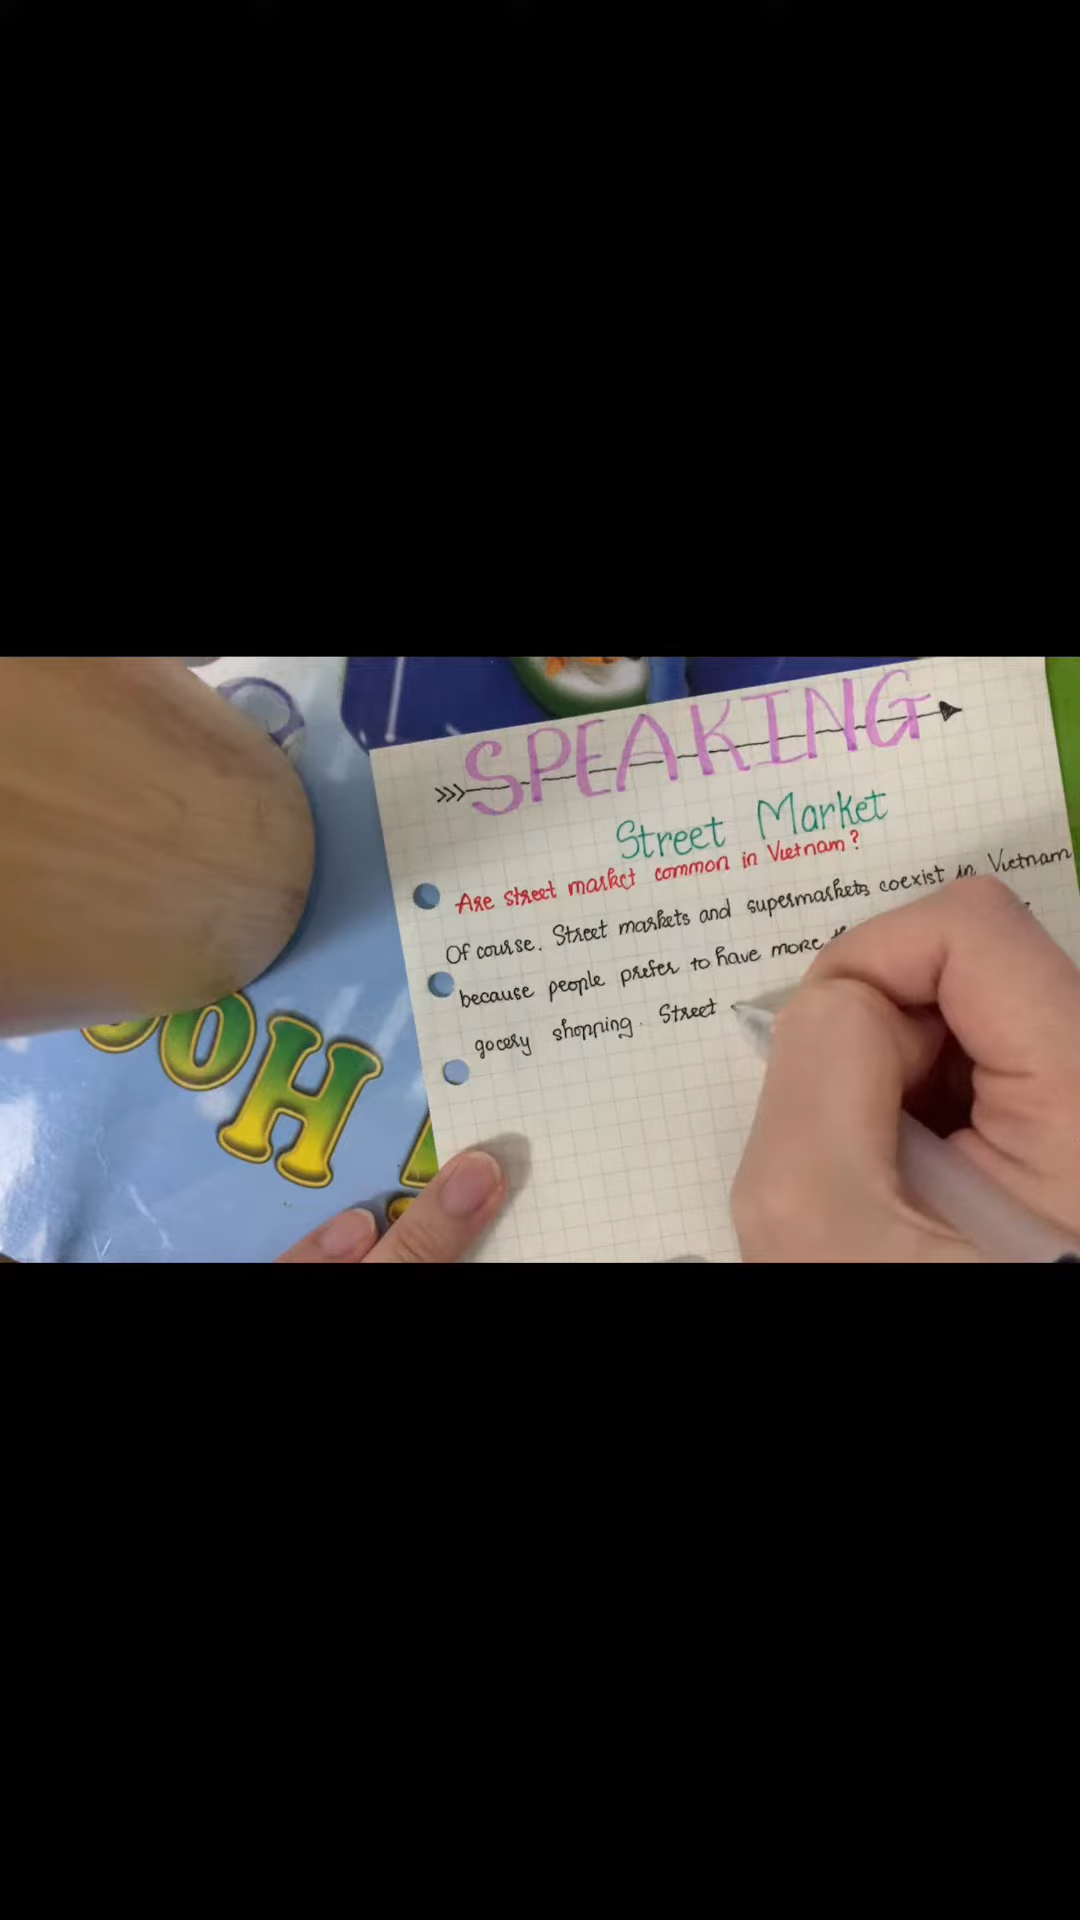 SPEAKING
Street Market
Are street market common in Vietnam?
Of course. Street markets and supermarkets coexist in Vietnam
because people prefer to have more
gocery shopping. Street
HOO